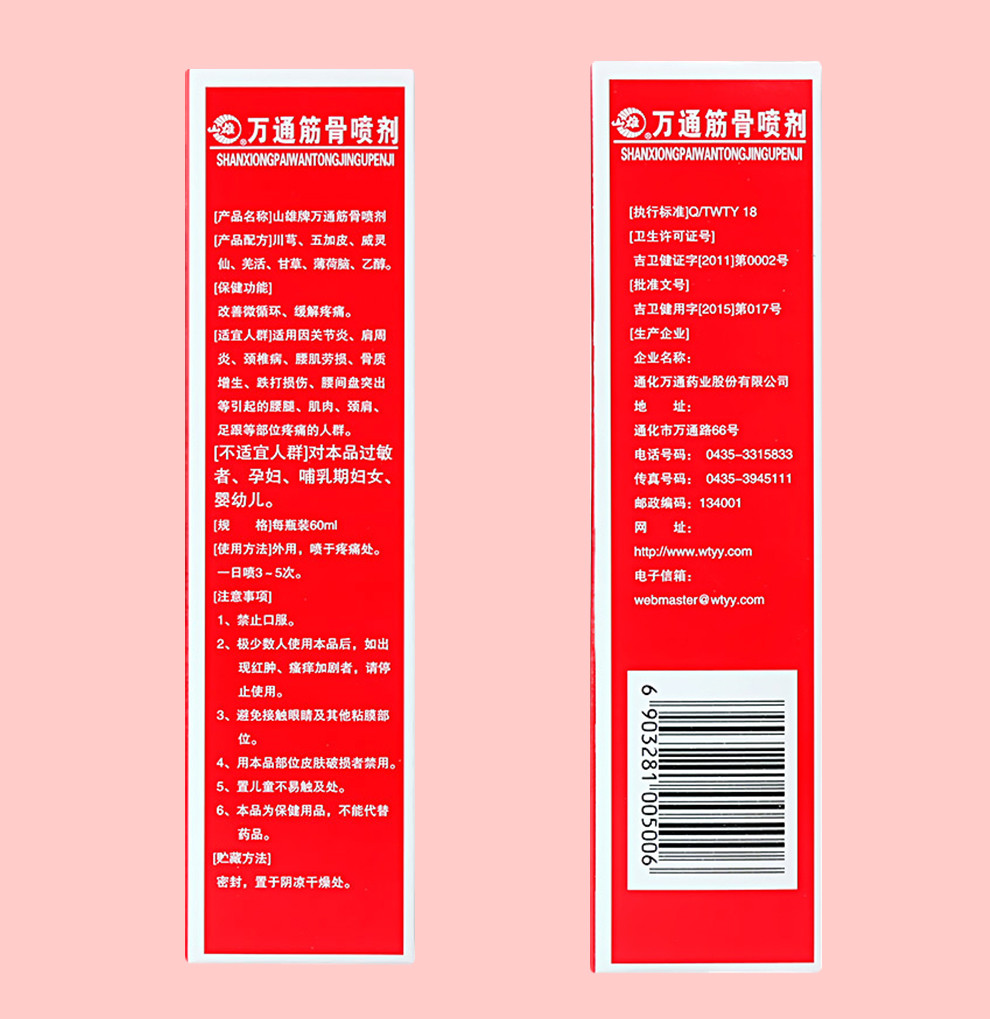 山雄®万通筋骨喷剂
SHANXIONGPAIWANTONGJINGUPENJI
[产品名称]山雄牌万通筋骨喷剂
[产品配方]川芎、五加皮、威灵
仙、羌活、甘草、薄荷脑、乙醇。
[保健功能]
改善微循环、缓解疼痛。
[适宜人群]适用因关节炎、肩周
炎、颈椎病、腰肌劳损、骨质
增生、跌打损伤、腰间盘突出
等引起的腰腿、肌肉、颈肩、
足跟等部位疼痛的人群。
[不适宜人群]对本品过敏
者、孕妇、哺乳期妇女、
婴幼儿。
[规　　格]每瓶装60ml
[使用方法]外用，喷于疼痛处。
一日喷3~5次。
[注意事项]
1、禁止口服。
2、极少数人使用本品后，如出
现红肿、瘙痒加剧者，请停
止使用。
3、避免接触眼睛及其他粘膜部
位。
4、用本品部位皮肤破损者禁用。
5、置儿童不易触及处。
6、本品为保健用品，不能代替
药品。
[贮藏方法]
密封，置于阴凉干燥处。
山雄®万通筋骨喷剂
SHANXIONGPAIWANTONGJINGUPENJI
[执行标准]Q/TWTY 18
[卫生许可证号]
吉卫健证字[2011]第0002号
[批准文号]
吉卫健用字[2015]第017号
[生产企业]
企业名称：
通化万通药业股份有限公司
地　　址：
通化市万通路66号
电话号码： 0435-3315833
传真号码： 0435-3945111
邮政编码：134001
网　　址：
http://www.wtyy.com
电子信箱：
webmaster@wtyy.com
6 903281 005006